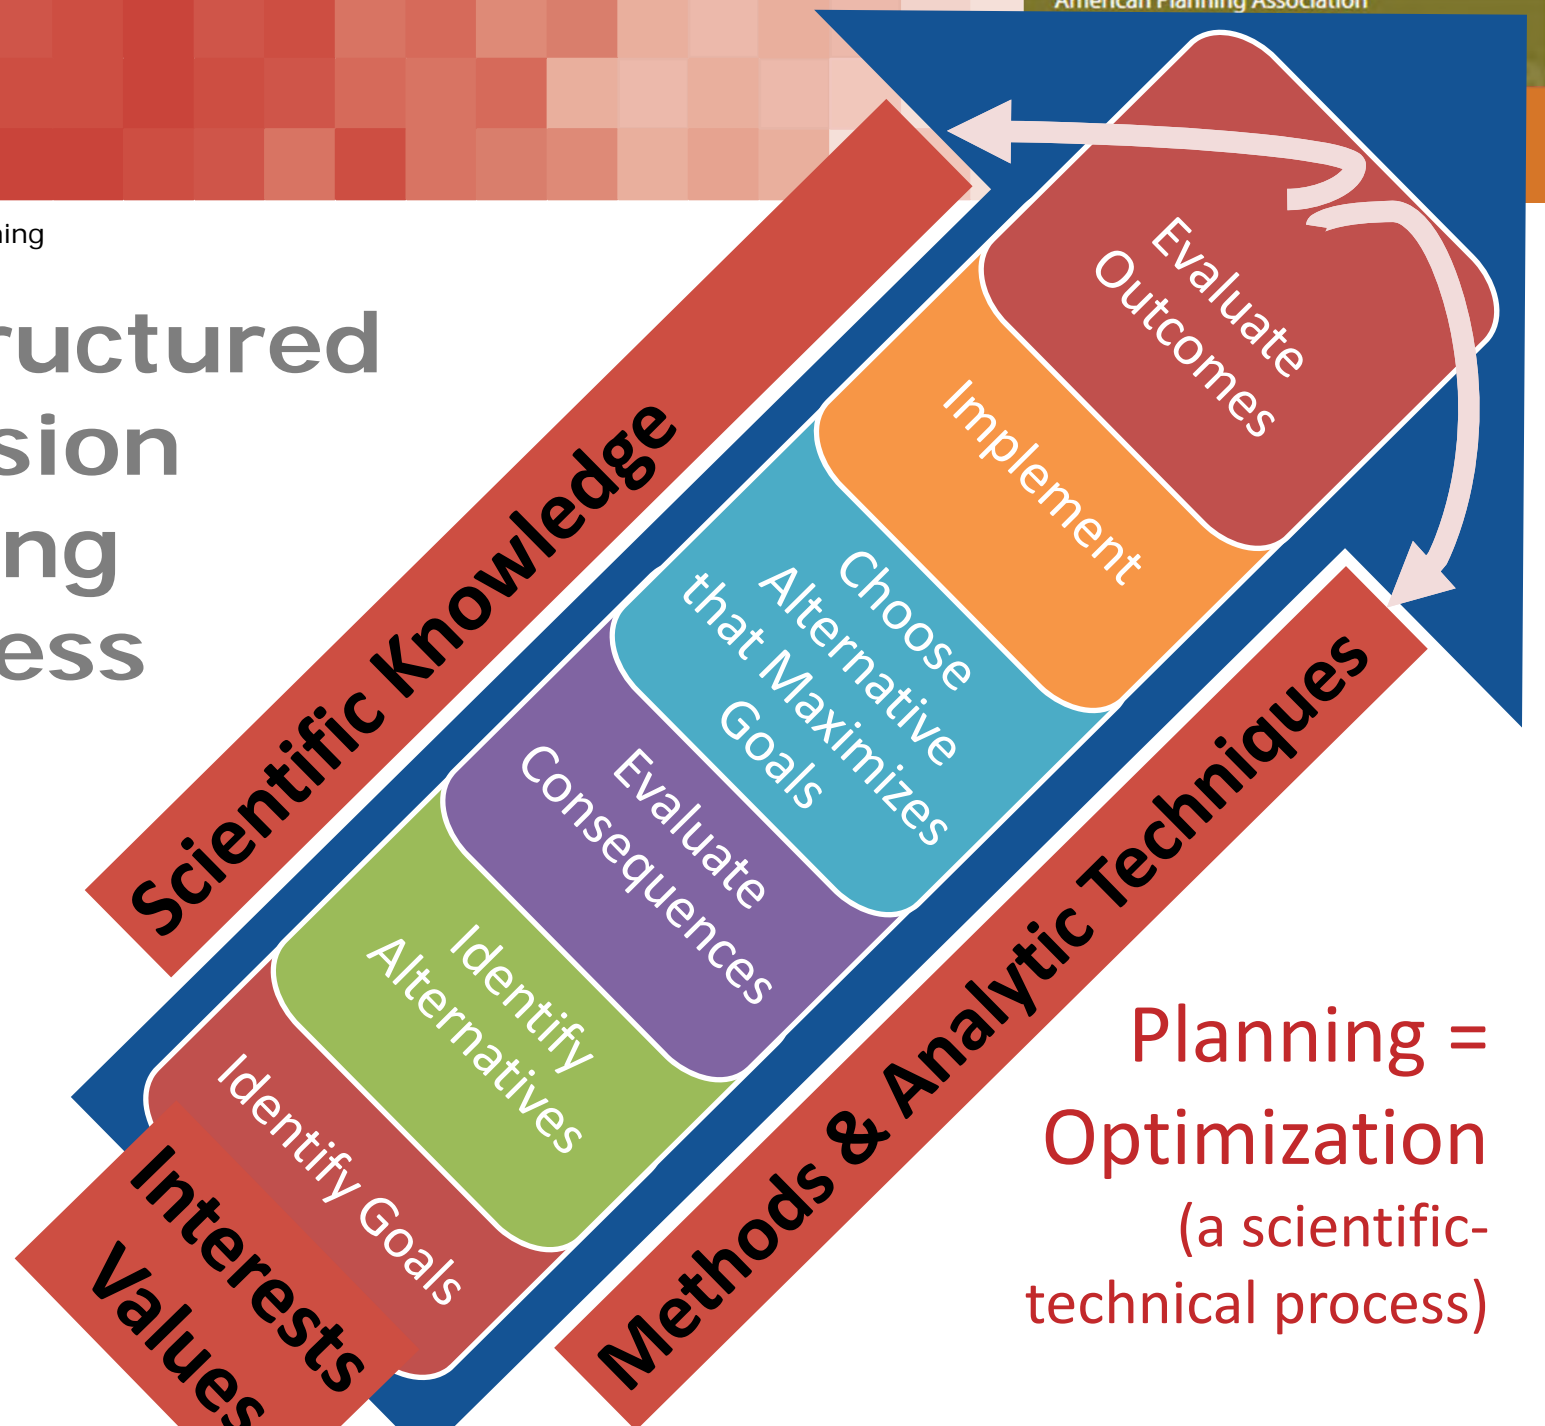 American Planning Association
ing
ructured
sion
ng
ess
Scientific Knowledge
Evaluate
Outcomes
Implement
Choose
Alternative
that Maximizes
Goals
Evaluate
Consequences
Identify
Alternatives
Identify Goals
Interests
Values
Methods & Analytic Techniques
Planning =
Optimization
(a scientific-
technical process)